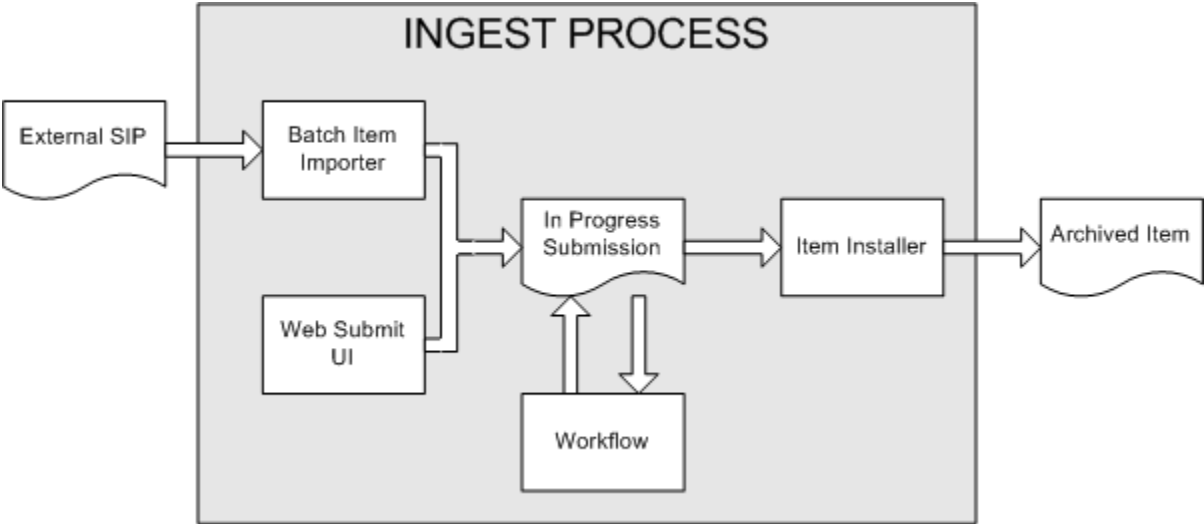 INGEST PROCESS
External SIP
Batch Item
Importer
In Progress
Submission
Item Installer
Archived Item
Web Submit
UI
Workflow